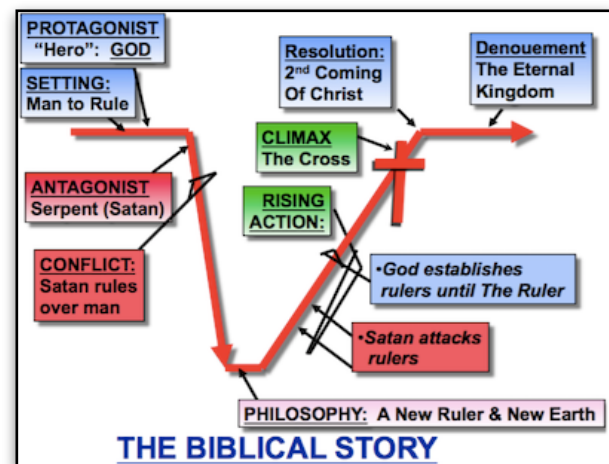 PROTAGONIST
“Hero”: GOD
SETTING:
Man to Rule
ANTAGONIST
Serpent (Satan)
CONFLICT:
Satan rules
over man
Resolution:
2nd Coming
Of Christ
Denouement
The Eternal
Kingdom
CLIMAX
The Cross
RISING
ACTION:
•God establishes
rulers until The Ruler
•Satan attacks
rulers
PHILOSOPHY: A New Ruler & New Earth
THE BIBLICAL STORY